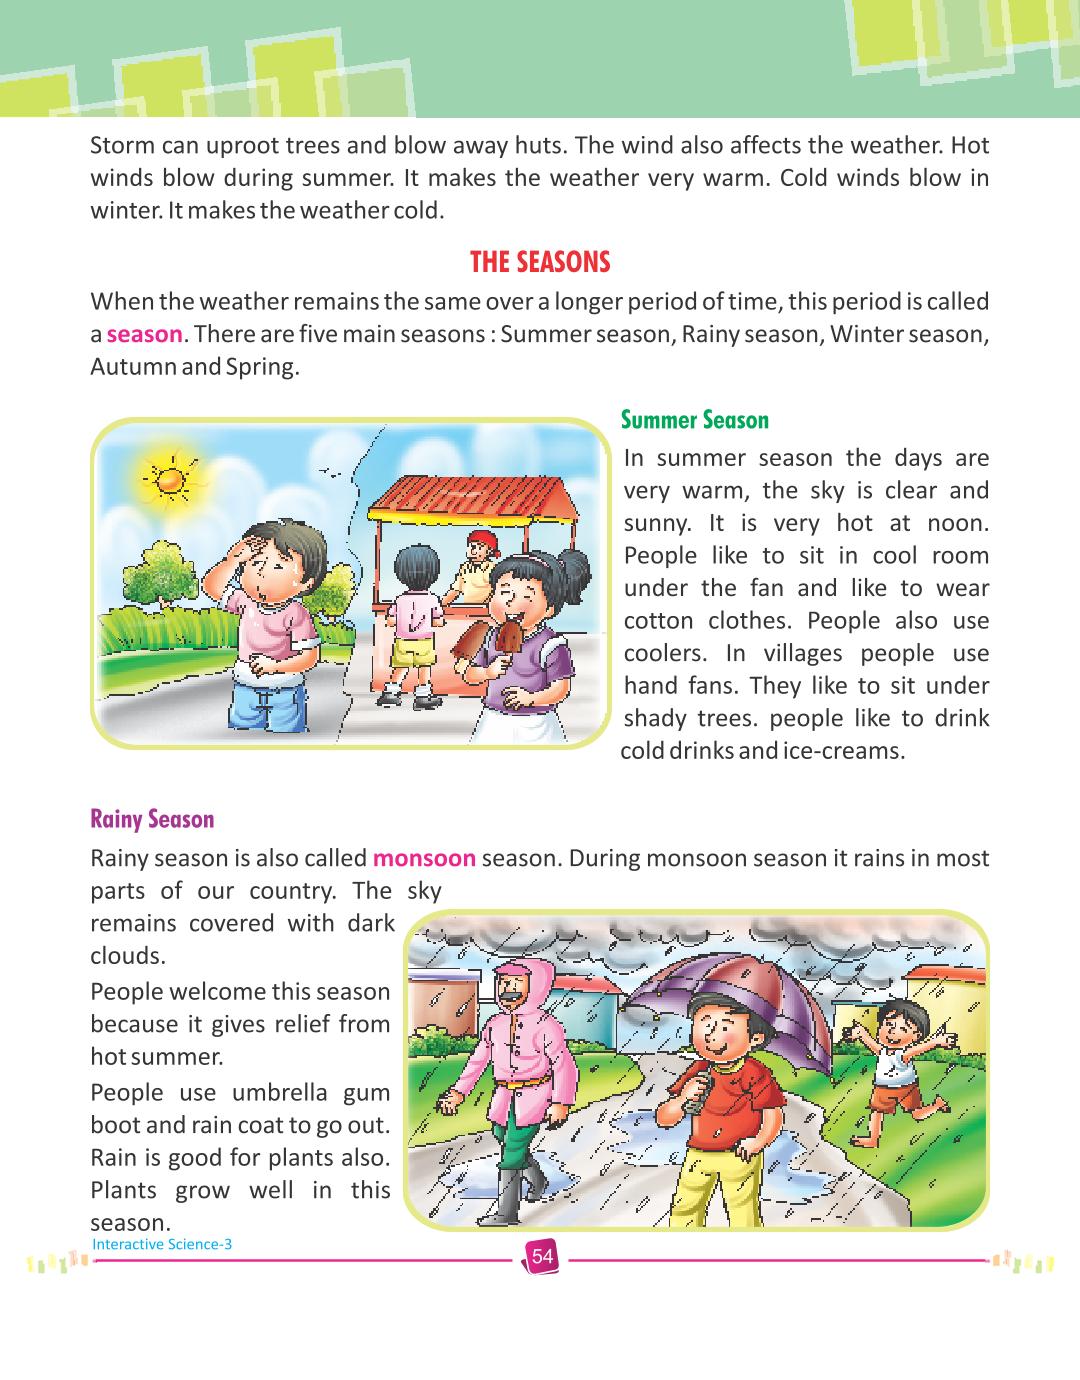 Storm can uproot trees and blow away huts. The wind also affects the weather. Hot
winds blow during summer. It makes the weather very warm. Cold winds blow in
winter. It makes the weather cold.
THE SEASONS
When the weather remains the same over a longer period of time, this period is called
a season. There are five main seasons : Summer season, Rainy season, Winter season,
Autumn and Spring.
Summer Season
In summer season the days are
very warm, the sky is clear and
sunny. It is very hot at noon.
People like to sit in cool room
under the fan and like to wear
cotton clothes. People also use
coolers. In villages people use
hand fans. They like to sit under
shady trees. people like to drink
cold drinks and ice-creams.
Rainy Season
Rainy season is also called monsoon season. During monsoon season it rains in most
parts of our country. The sky
remains covered with dark
clouds.
People welcome this season
because it gives relief from
hot summer.
People use umbrella gum
boot and rain coat to go out.
Rain is good for plants also.
Plants grow well in this
season.
Interactive Science-3
54